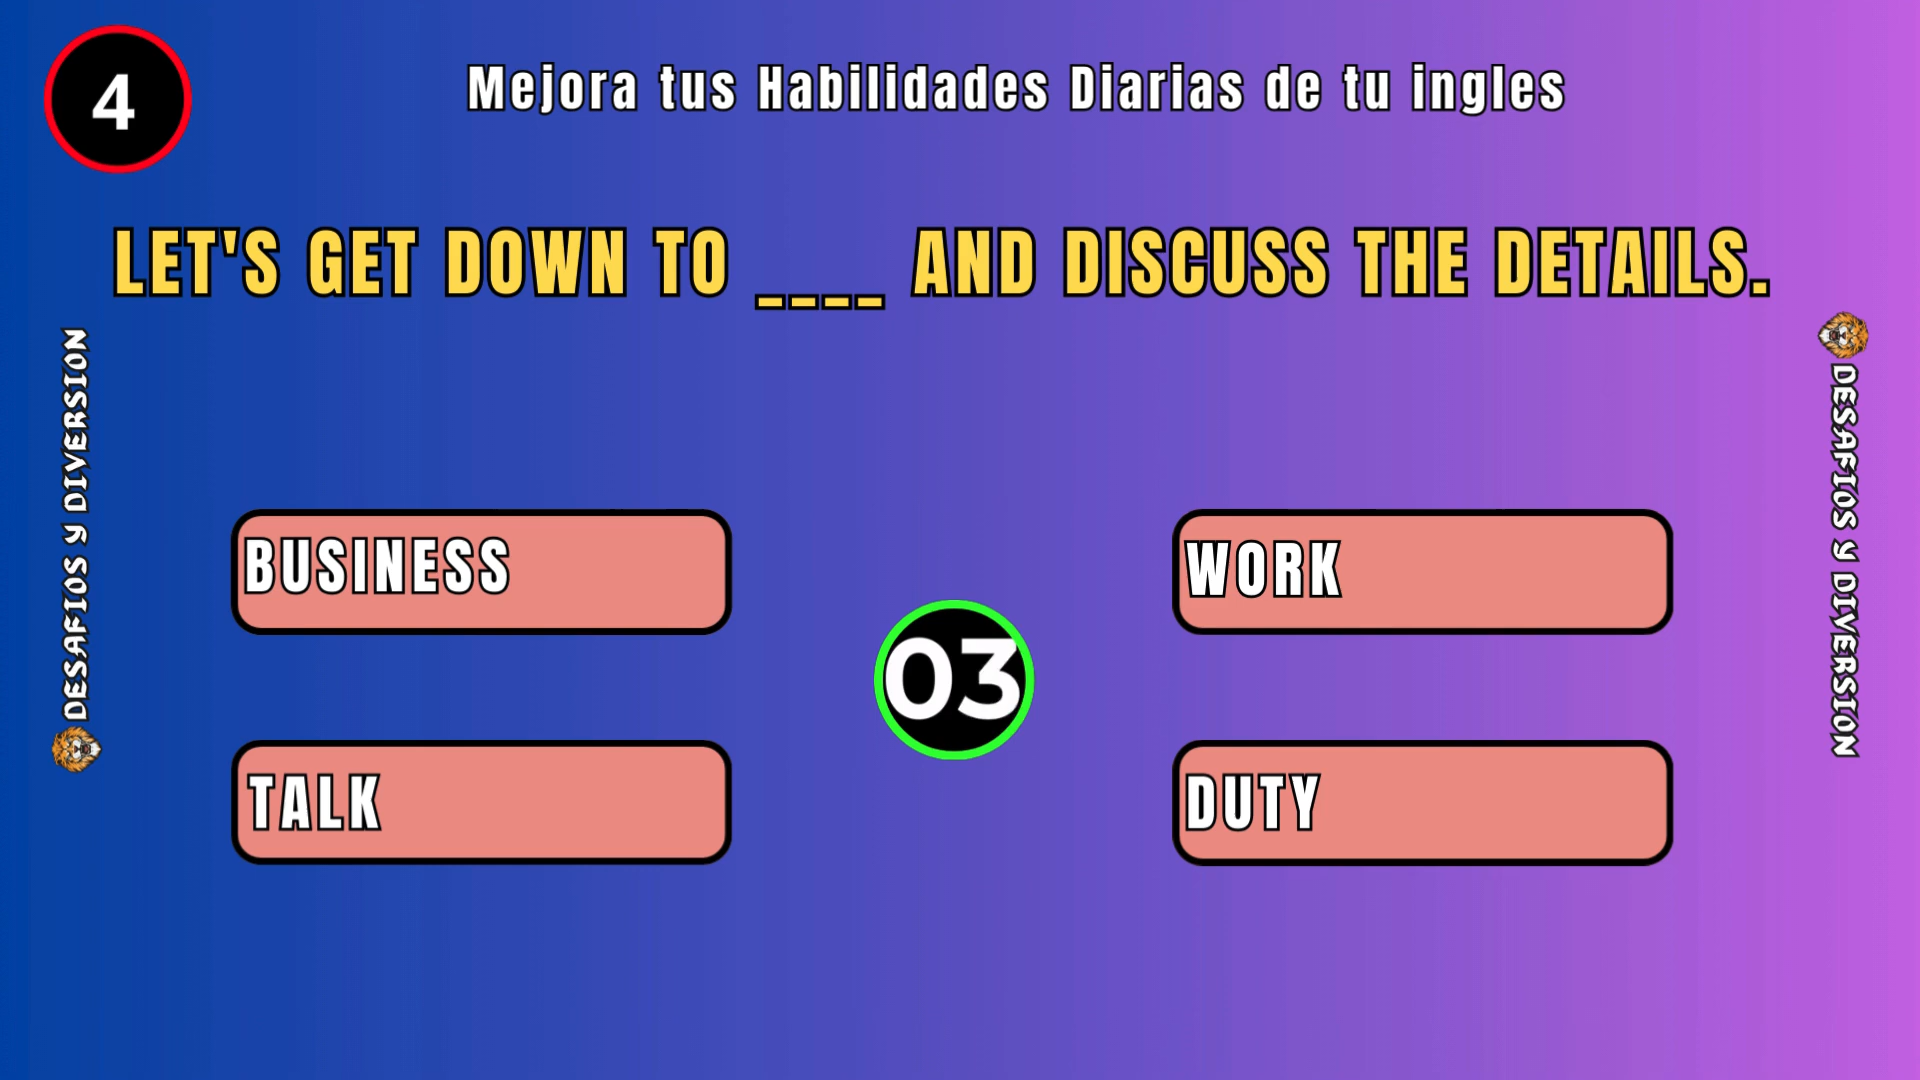 4
Mejora tus Habilidades Diarias de tu ingles
LET'S GET DOWN TO ____ AND DISCUSS THE DETAILS.
DESAFIOS Y DIVERSION
DESAFIOS Y DIVERSION
BUSINESS
WORK
03
TALK
DUTY